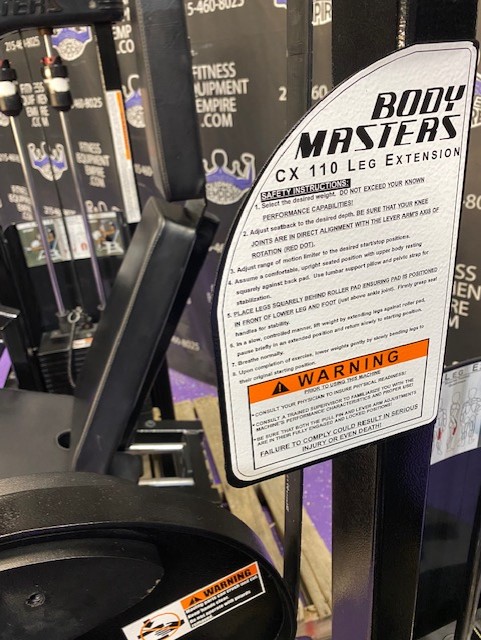 5-460-8025
215-460-8025
FITNESS
EQUIPMENT
EMPIRE
.COM
BODY
MASTERS
CX 110 LEG EXTENSION
SAFETY INSTRUCTIONS:
1. Select the desired weight. DO NOT EXCEED YOUR KNOWN
PERFORMANCE CAPABILITIES!
2. Adjust seatback to the desired depth. BE SURE THAT YOUR KNEE
JOINTS ARE IN DIRECT ALIGNMENT WITH THE LEVER ARM'S AXIS OF
ROTATION (RED DOT).
3. Adjust range of motion limiter to the desired start/stop positions.
4. Assume a comfortable, upright seated position with upper body resting
squarely against back pad. Use lumbar support pillow and pelvic strap for
stabilization.
5. PLACE LEGS SQUARELY BEHIND ROLLER PAD ENSURING PAD IS POSITIONED
IN FRONT OF LOWER LEG AND FOOT (just above ankle joint). Firmly grasp seat
handles for stability.
6. In a slow, controlled manner, lift weight by extending legs against roller pad,
pause briefly in an extended position and return slowly to starting position.
7. Breathe normally.
8. Upon completion of exercise, lower weights gently by slowly bending legs to
their original starting position.
WARNING
PRIOR TO USING THIS MACHINE
• CONSULT YOUR PHYSICIAN TO INSURE PHYSICAL READINESS!
• CONSULT A TRAINED SUPERVISOR TO FAMILIARIZE YOU WITH THE
MACHINE'S PERFORMANCE CHARACTERISTICS AND PROPER USE!
• BE SURE THAT BOTH THE PULL PIN AND LEVER ARM ADJUSTMENTS
ARE IN THEIR FULLY ENGAGED AND LOCKED POSITIONS!
FAILURE TO COMPLY COULD RESULT IN SERIOUS
INJURY OR EVEN DEATH!
WARNING